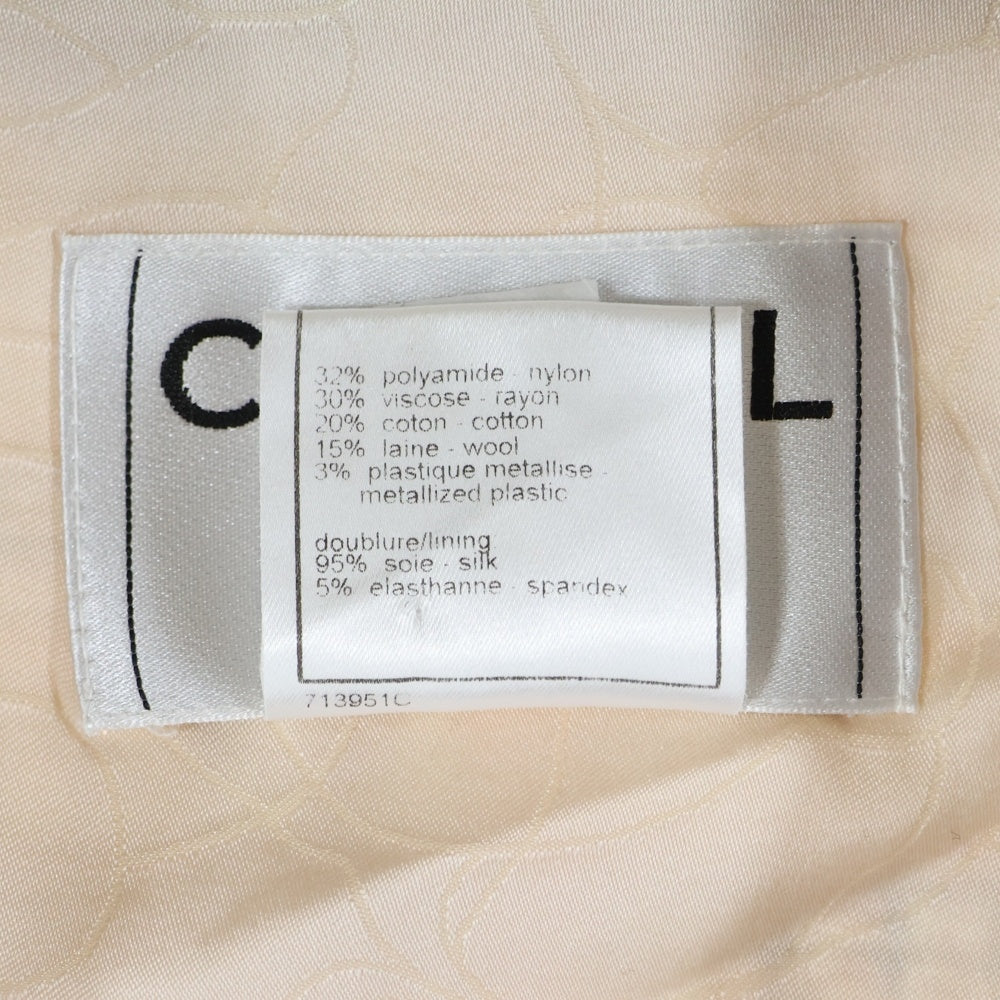 C L
32% polyamide - nylon
30% viscose - rayon
20% coton - cotton
15% laine - wool
3% plastique metallise -
metallized plastic
doublure/lining
95% soie - silk
5% elasthanne - spandex
713951C